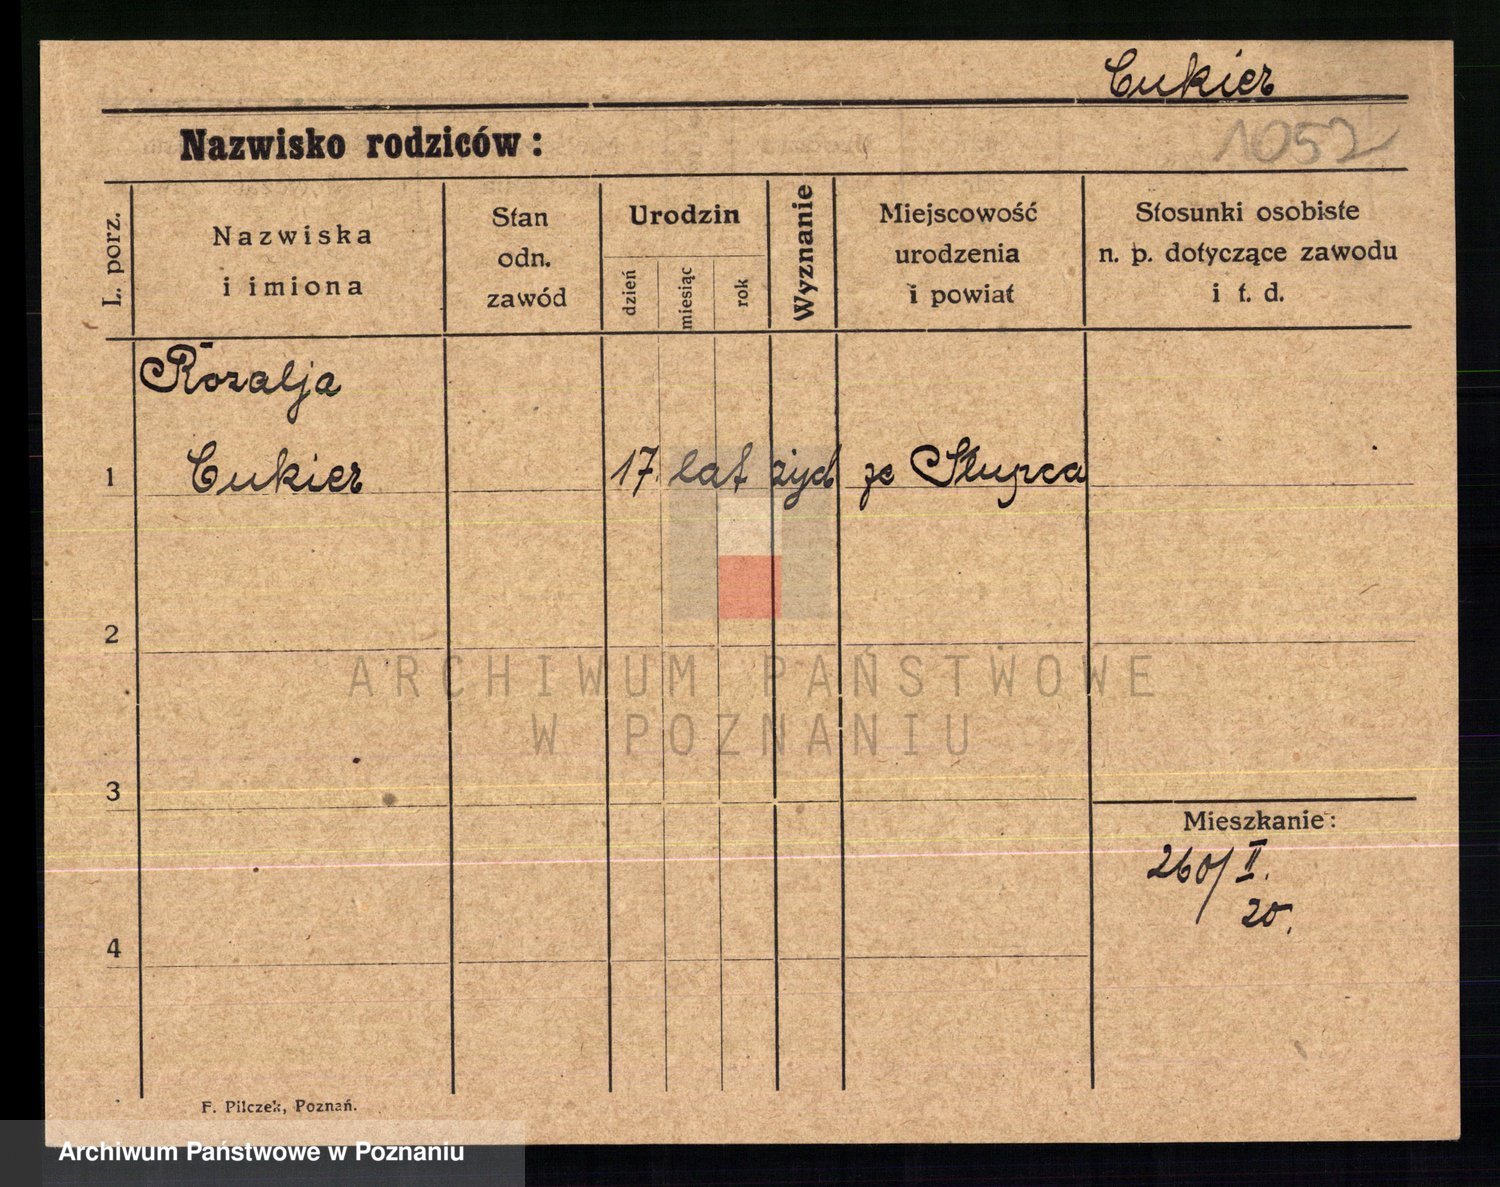 Cukier
Nazwisko rodziców:
1052
L. porz.
Nazwiska
i imiona
Stan
odn.
zawód
Urodzin
dzień
miesiąc
rok
Wyznanie
Miejscowość
urodzenia
i powiat
Stosunki osobiste
n. p. dotyczące zawodu
i t. d.
Rozalja
1 Cukier 17 lat żyd ze Słupca
2
ARCHIWUM PAŃSTWOWE
W POZNANIU
3
Mieszkanie:
260/II.
20.
4
F. Pilczek, Poznań.
Archiwum Państwowe w Poznaniu